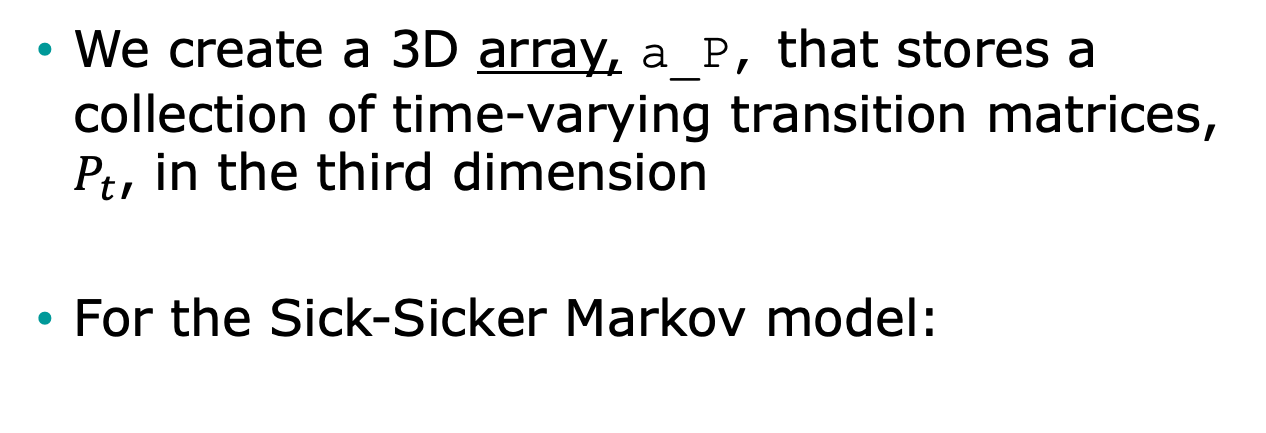 • We create a 3D array, a_P, that stores a
collection of time-varying transition matrices,
Pₜ, in the third dimension
• For the Sick-Sicker Markov model: